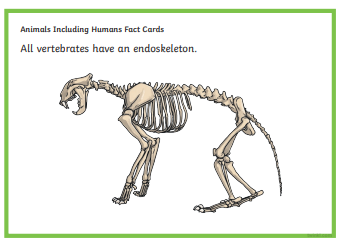 Animals Including Humans Fact Cards
All vertebrates have an endoskeleton.